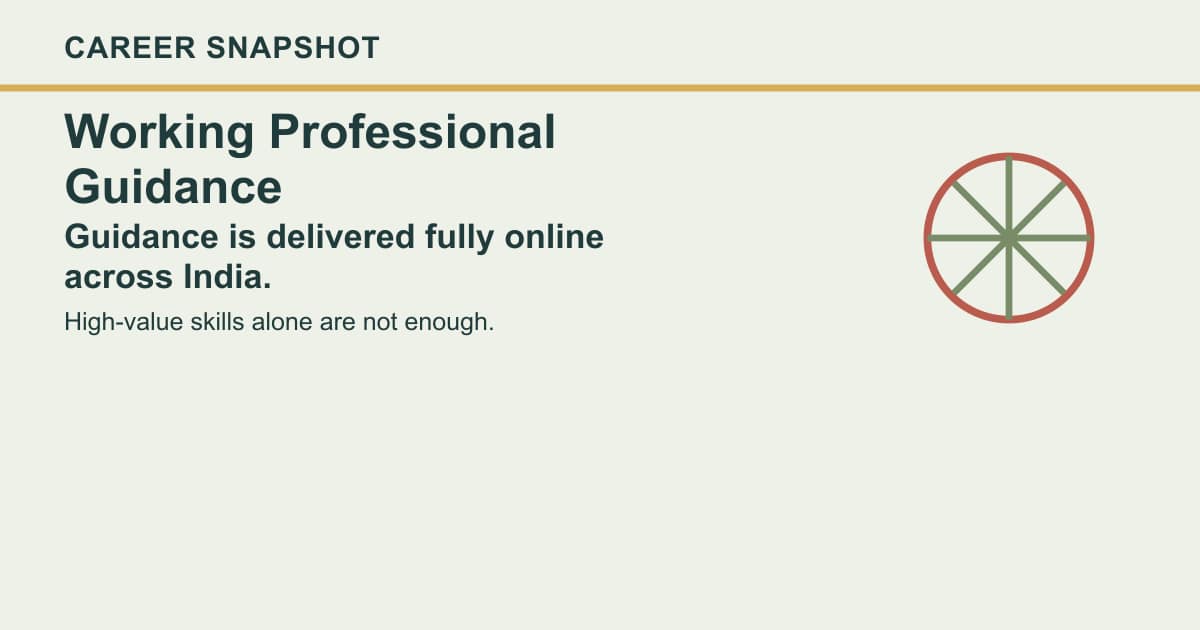 CAREER SNAPSHOT
Working Professional
Guidance
Guidance is delivered fully online
across India.
High-value skills alone are not enough.